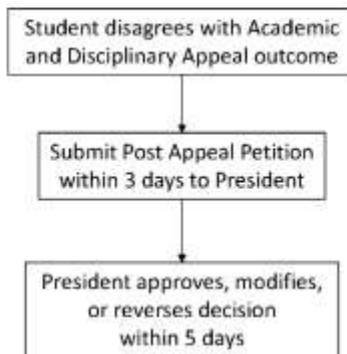 Student disagrees with Academic
and Disciplinary Appeal outcome
Submit Post Appeal Petition
within 3 days to President
President approves, modifies,
or reverses decision
within 5 days